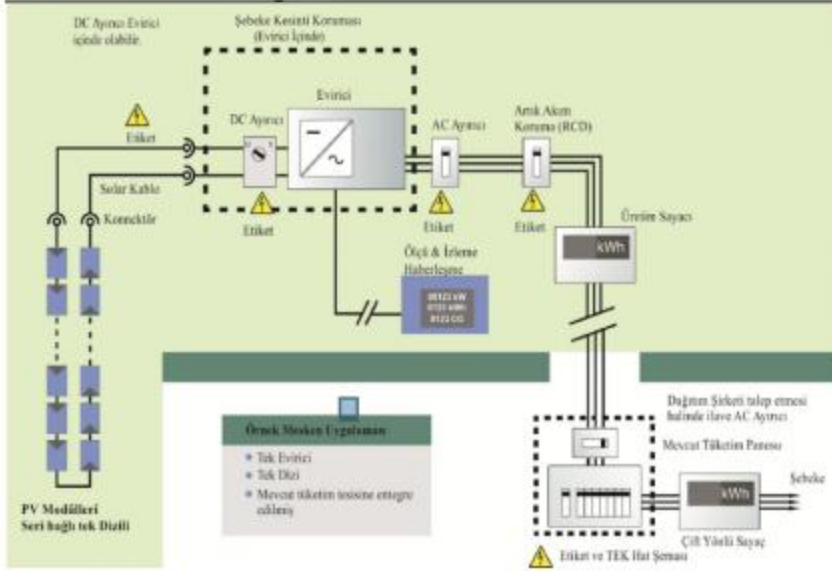 DC Ayırıcı Evirici
içinde olabilir.
Şebeke Kesinti Koruması
(Evirici İçinde)
Evirici
DC Ayırıcı
AC Ayırıcı
Artık Akım
Koruma (RCD)
Etiket
Solar Kablo
Konnektör
Etiket
Etiket
Etiket
Üretim Sayacı
kWh
Ölçü & İzleme
Haberleşme
Dağıtım Şirketi talep etmesi
halinde ilave AC Ayırıcı
Mevcut Tüketim Panosu
Şebeke
kWh
Çift Yönlü Sayaç
Etiket ve TEK Hat Şeması
Örnek Mesken Uygulaması
Tek Evirici
Tek Dizi
Mevcut tüketim tesisine entegre
edilmiş
PV Modülleri
Seri bağlı tek Dizili